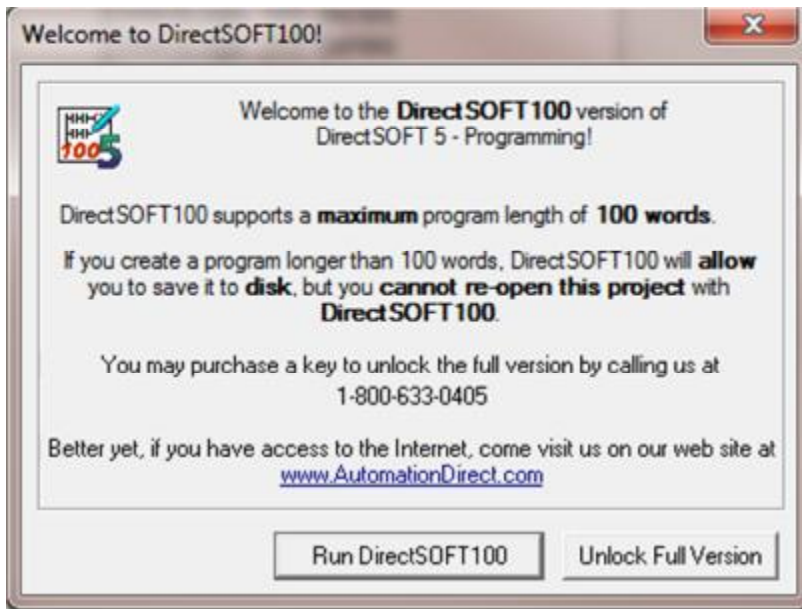 Welcome to DirectSOFT100!
100
5
Welcome to the DirectSOFT100 version of
DirectSOFT 5 - Programming!
DirectSOFT100 supports a maximum program length of 100 words.
If you create a program longer than 100 words, DirectSOFT100 will allow
you to save it to disk, but you cannot re-open this project with
DirectSOFT100.
You may purchase a key to unlock the full version by calling us at
1-800-633-0405
Better yet, if you have access to the Internet, come visit us on our web site at
www.AutomationDirect.com
Run DirectSOFT100
Unlock Full Version